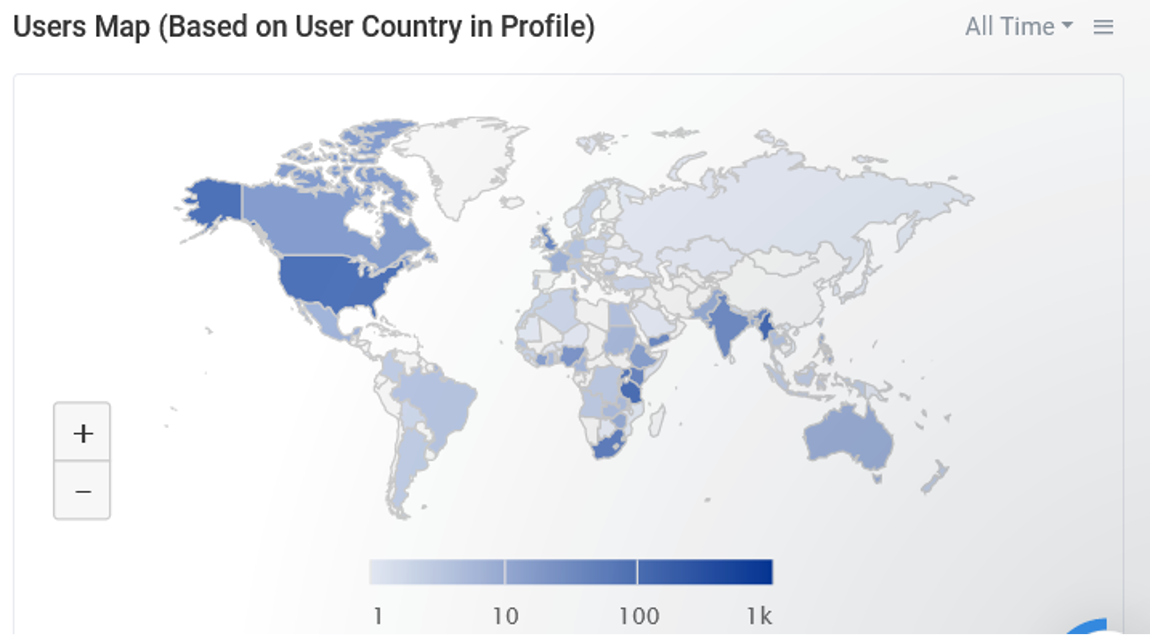 Users Map (Based on User Country in Profile)
All Time
+
−
1 10 100 1k